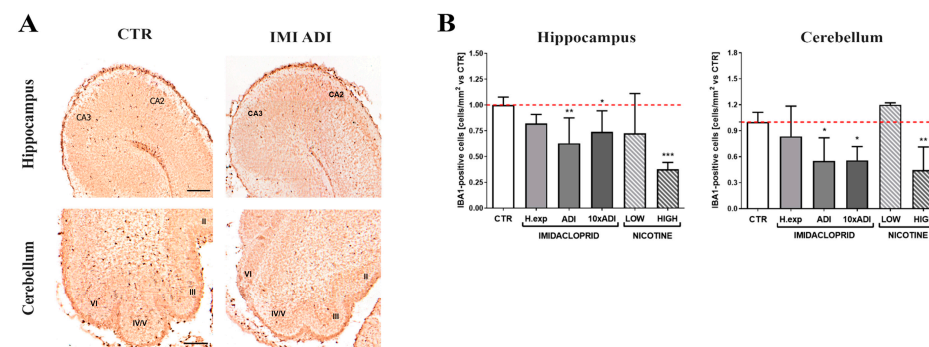 A
CTR
IMI ADI
Hippocampus
CA3
CA2
CA3
CA2
Cerebellum
II
III
VI
IV/V
VI
II
III
IV/V
B
Hippocampus
IBA1-positive cells [cells/mm² vs CTR]
1.50
1.25
1.00
0.75
0.50
0.25
0.00
**
*
***
CTR
H.exp
ADI
10xADI
LOW
HIGH
IMIDACLOPRID
NICOTINE
Cerebellum
IBA1-positive cells [cells/mm² vs CTR]
1.8
1.5
1.2
0.9
0.6
0.3
0.0
*
*
**
CTR
H.exp
ADI
10xADI
LOW
HIG
IMIDACLOPRID
NICOTINE